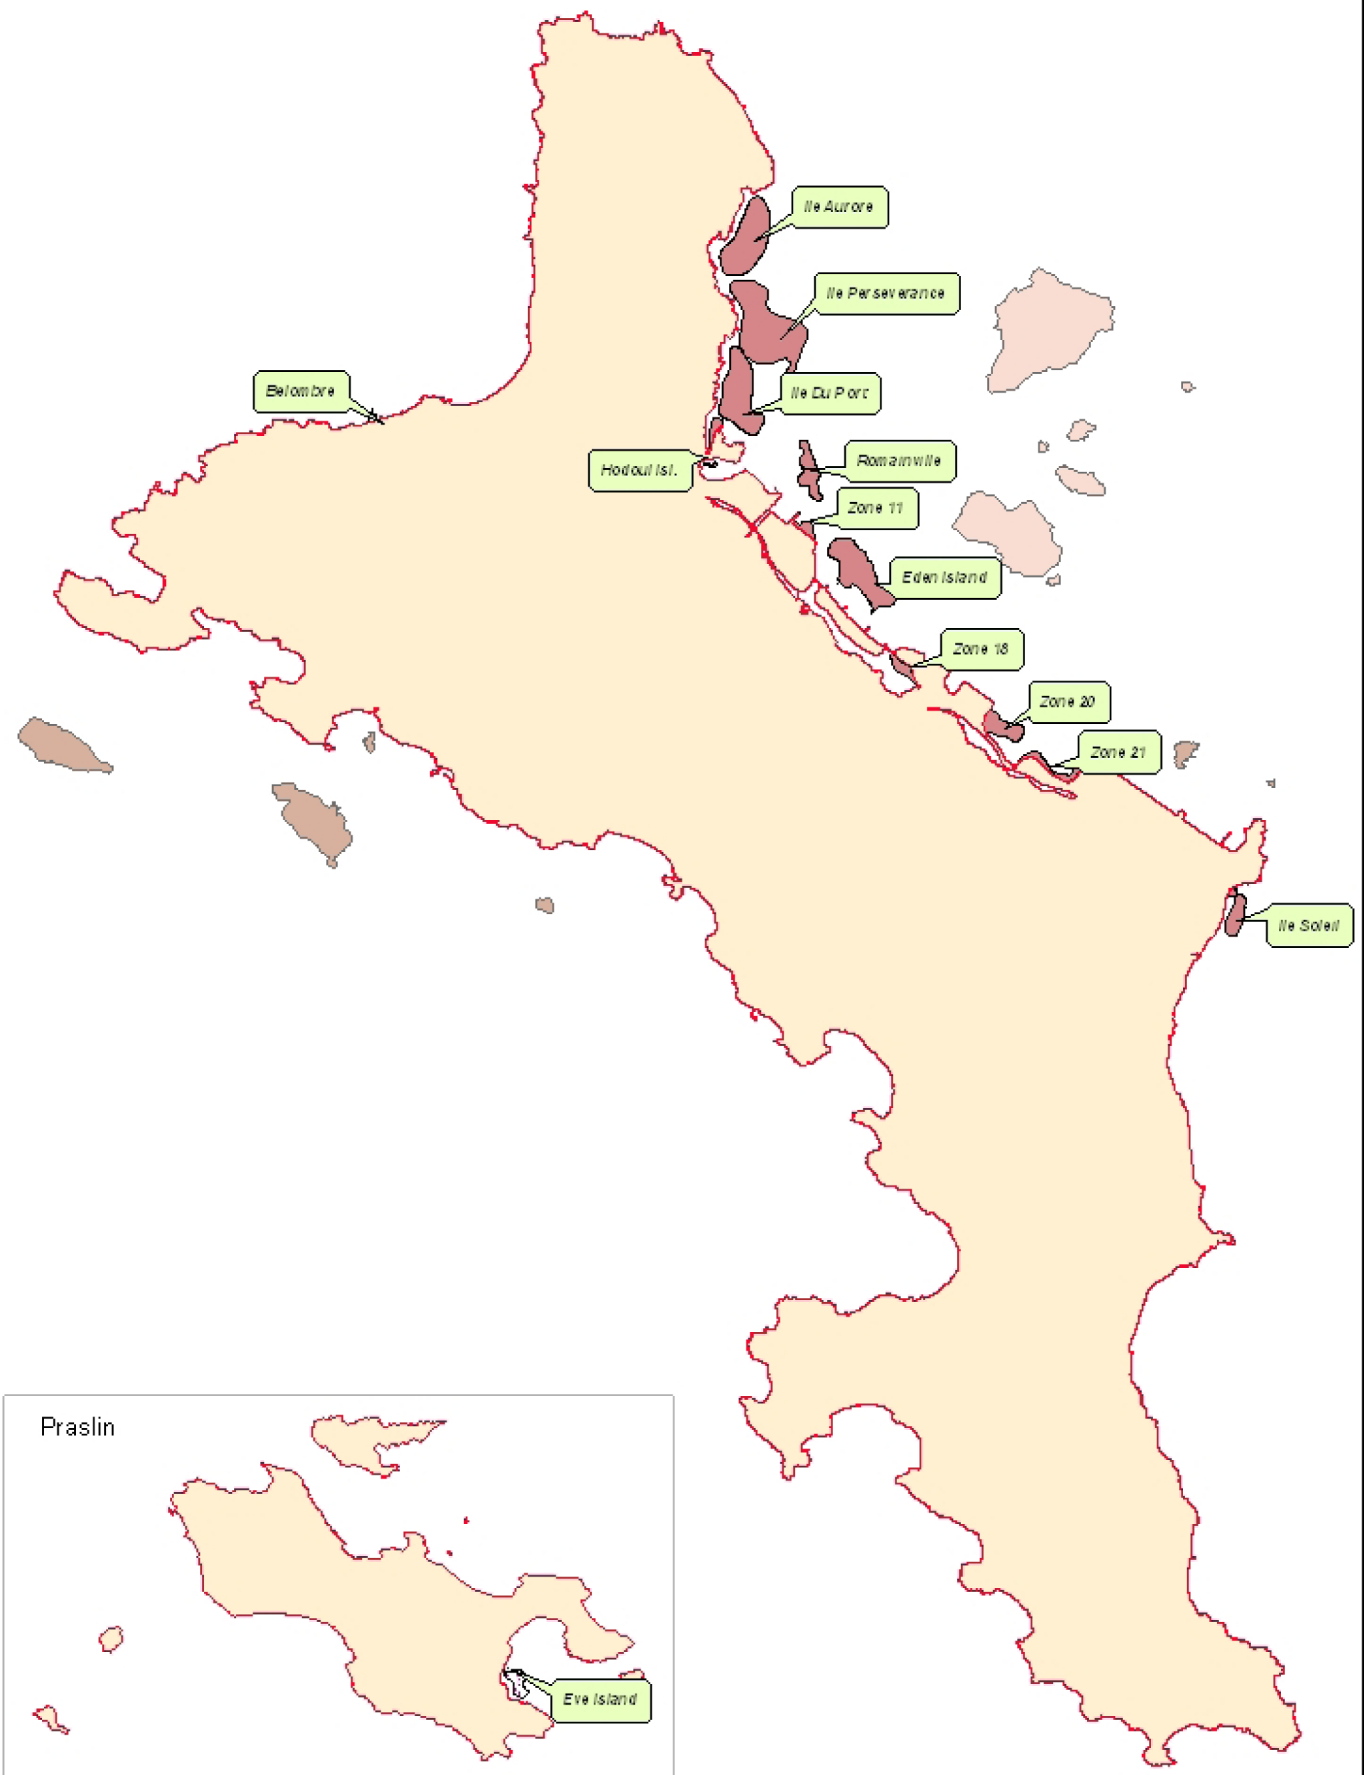 Ile Aurore
Ile Perseverance
Belombre
Ile Du Port
Hodoul Isl.
Romainville
Zone 11
Eden Island
Zone 18
Zone 20
Zone 21
Ile Soleil
Praslin
Eve Island